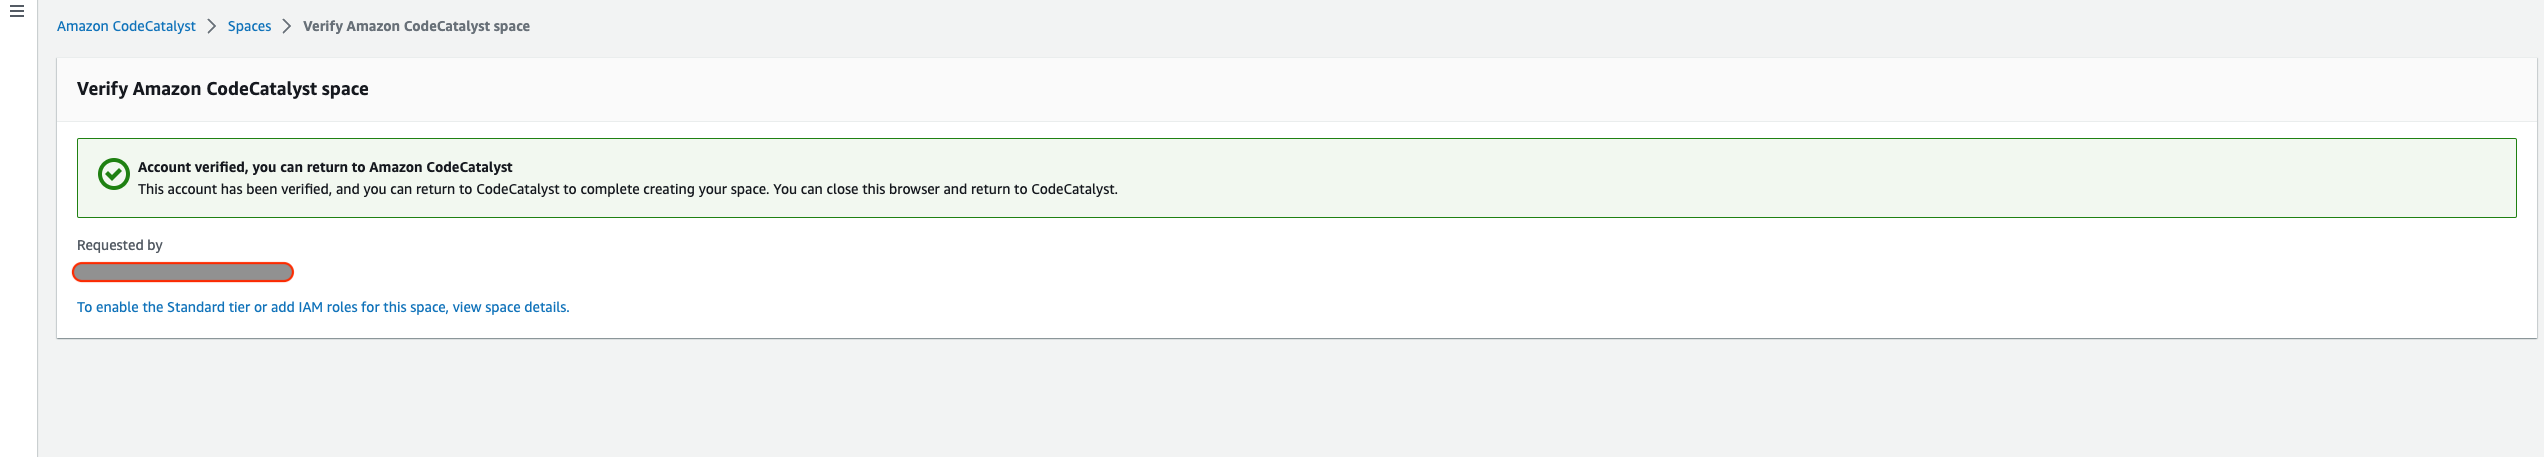 Amazon CodeCatalyst > Spaces > Verify Amazon CodeCatalyst space
Verify Amazon CodeCatalyst space
Account verified, you can return to Amazon CodeCatalyst
This account has been verified, and you can return to CodeCatalyst to complete creating your space. You can close this browser and return to CodeCatalyst.
Requested by
To enable the Standard tier or add IAM roles for this space, view space details.